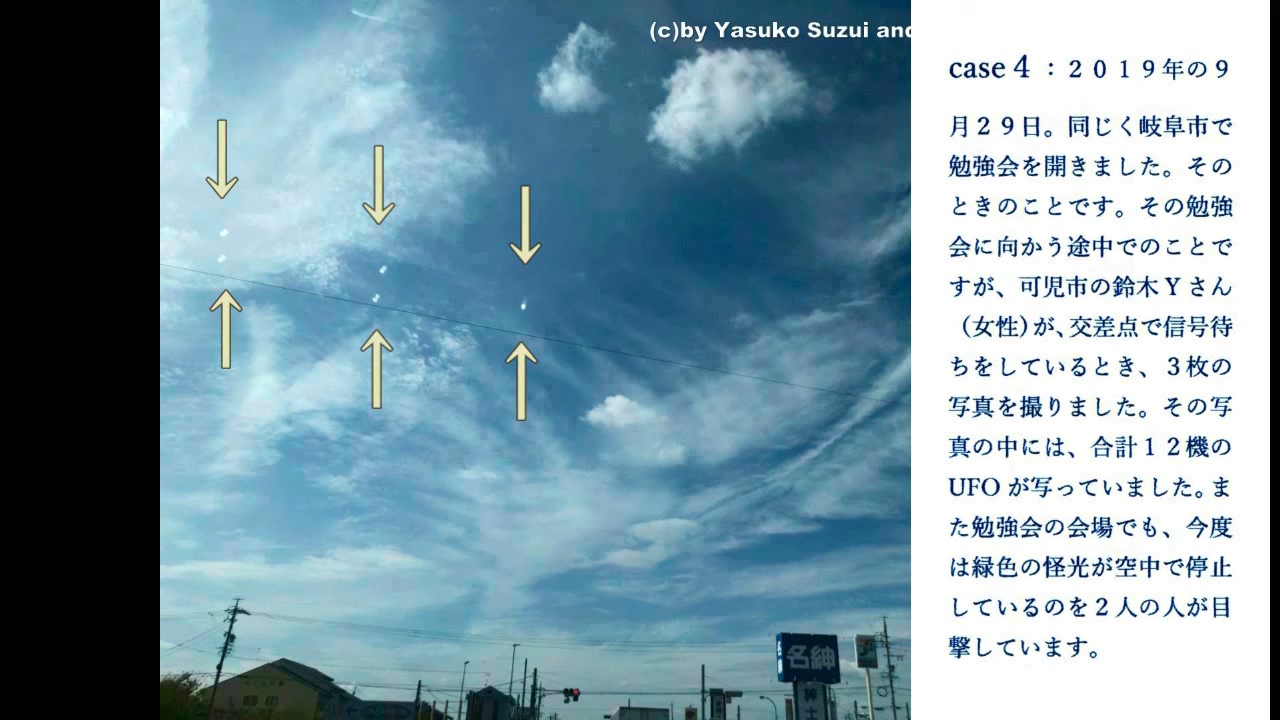 (c)by Yasuko Suzui and
case 4：２０１９年の９
月２９日。同じく岐阜市で
勉強会を開きました。その
ときのことです。その勉強
会に向かう途中でのことで
すが、可児市の鈴木Ｙさん
（女性）が、交差点で信号待
ちをしているとき、３枚の
写真を撮りました。その写
真の中には、合計１２機の
UFO が写っていました。ま
た勉強会の会場でも、今度
は緑色の怪光が空中で停止
しているのを２人の人が目
撃しています。
名紳
紳士